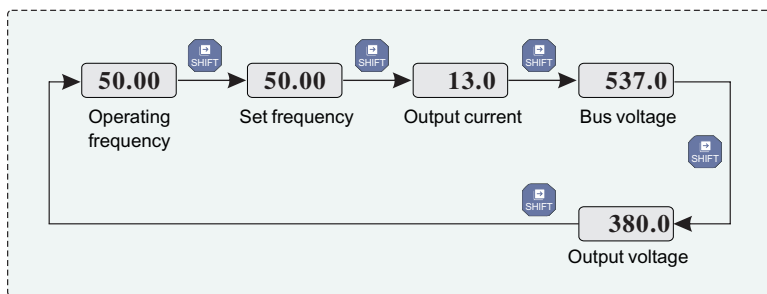 SHIFT SHIFT SHIFT
50.00 50.00 13.0 537.0
Operating Set frequency Output current Bus voltage
frequency
SHIFT
SHIFT
380.0
Output voltage